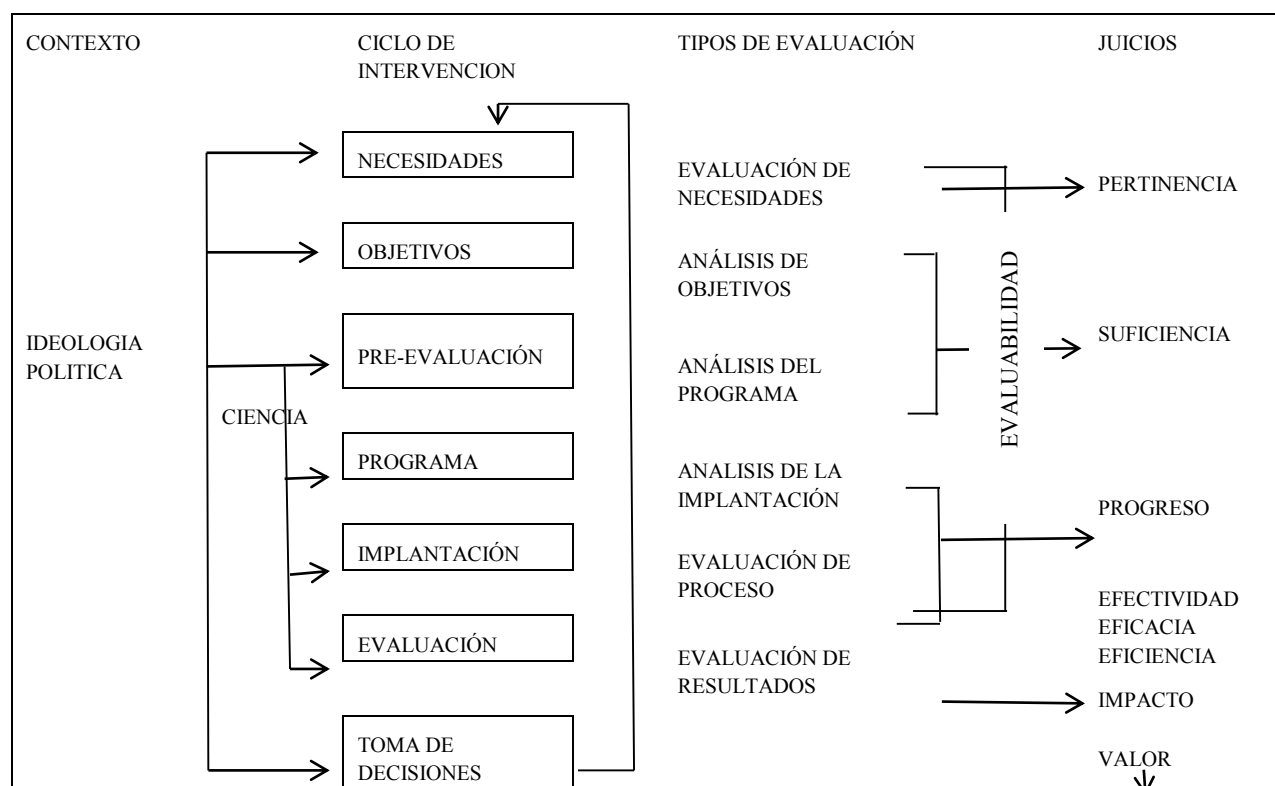 CONTEXTO
CICLO DE
INTERVENCION
TIPOS DE EVALUACIÓN
JUICIOS
IDEOLOGIA
POLITICA
CIENCIA
NECESIDADES
OBJETIVOS
PRE-EVALUACIÓN
PROGRAMA
IMPLANTACIÓN
EVALUACIÓN
TOMA DE
DECISIONES
EVALUACIÓN DE
NECESIDADES
ANÁLISIS DE
OBJETIVOS
ANÁLISIS DEL
PROGRAMA
ANALISIS DE LA
IMPLANTACIÓN
EVALUACIÓN DE
PROCESO
EVALUACIÓN DE
RESULTADOS
EVALUABILIDAD
PERTINENCIA
SUFICIENCIA
PROGRESO
EFECTIVIDAD
EFICACIA
EFICIENCIA
IMPACTO
VALOR